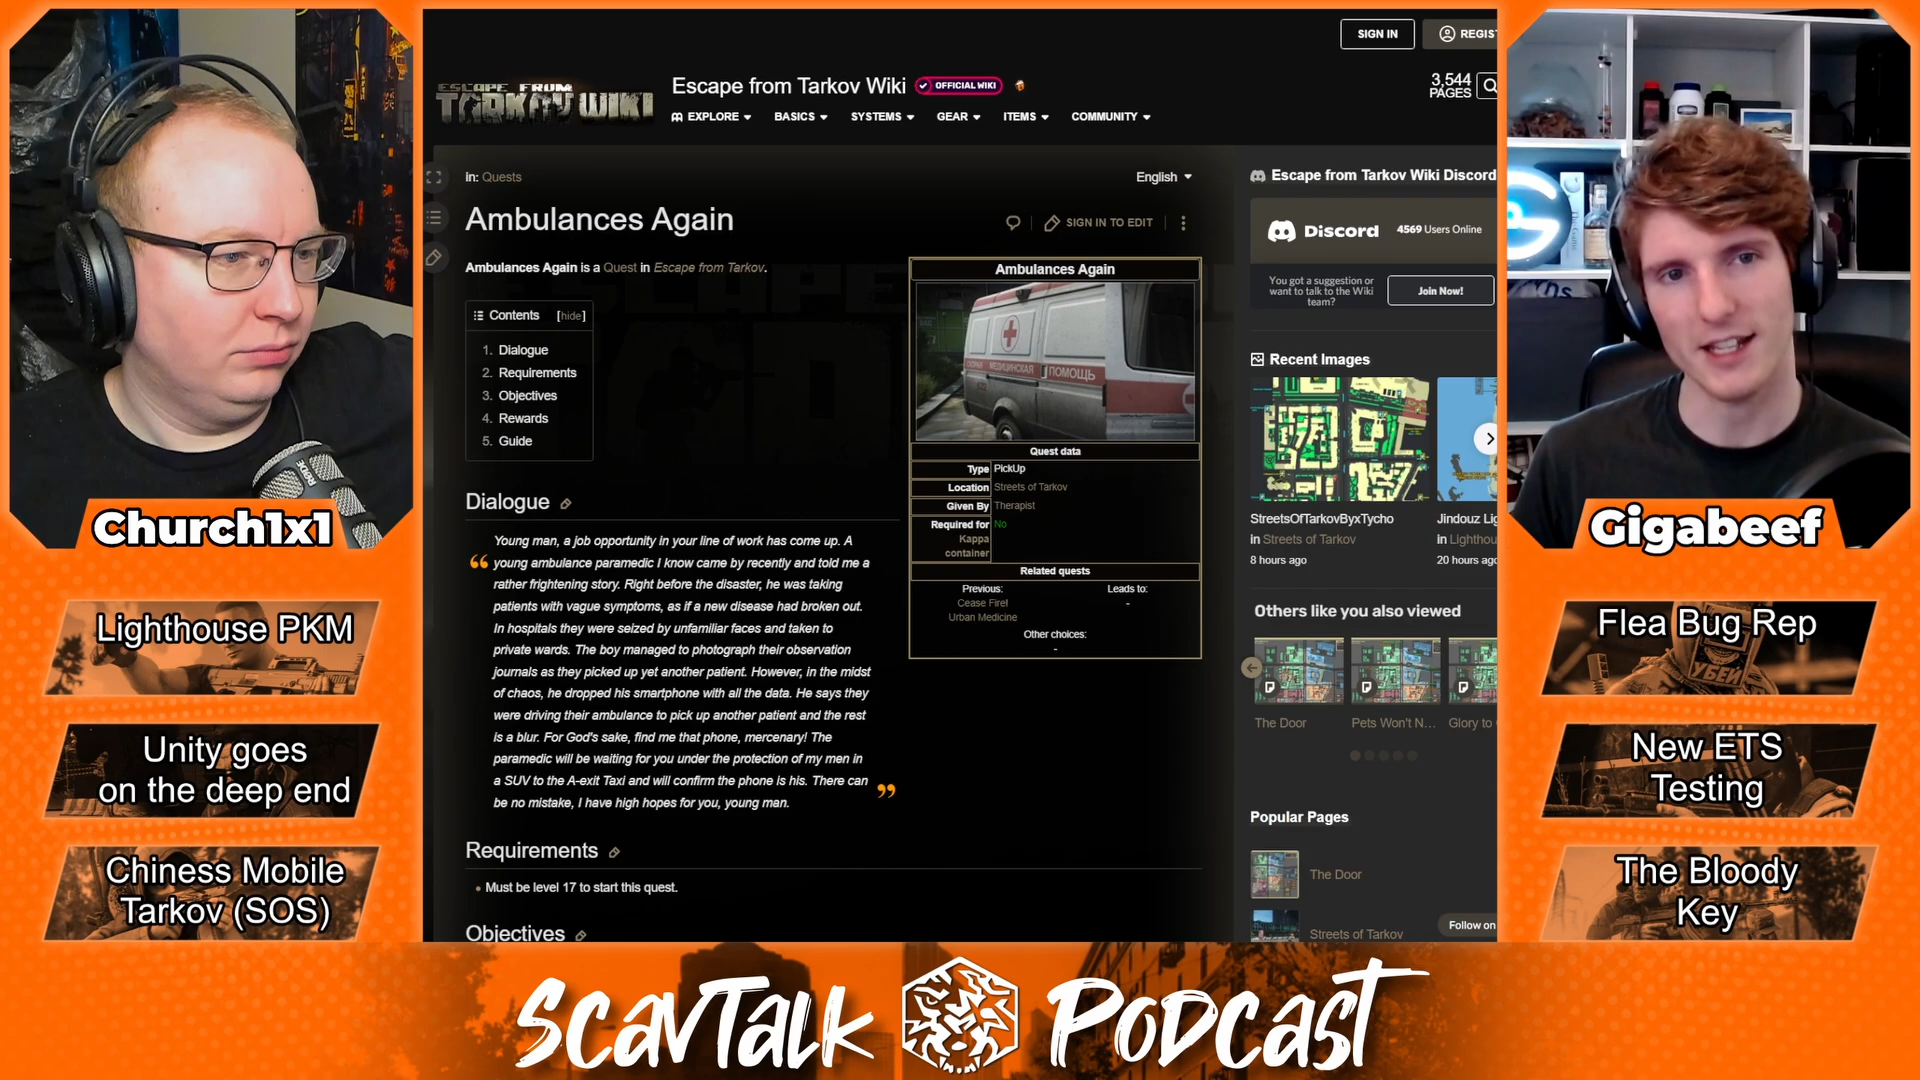 SIGN IN
REGIST
ESCAPE FROM
TARKOV WIKI
Escape from Tarkov Wiki
OFFICIAL WIKI
3,544
PAGES
EXPLORE
BASICS
SYSTEMS
GEAR
ITEMS
COMMUNITY
in: Quests
English
Ambulances Again
SIGN IN TO EDIT
Ambulances Again is a Quest in Escape from Tarkov.
Contents [hide]
1. Dialogue
2. Requirements
3. Objectives
4. Rewards
5. Guide
Dialogue
Young man, a job opportunity in your line of work has come up. A
young ambulance paramedic I know came by recently and told me a
rather frightening story. Right before the disaster, he was taking
patients with vague symptoms, as if a new disease had broken out.
In hospitals they were seized by unfamiliar faces and taken to
private wards. The boy managed to photograph their observation
journals as they picked up yet another patient. However, in the midst
of chaos, he dropped his smartphone with all the data. He says they
were driving their ambulance to pick up another patient and the rest
is a blur. For God's sake, find me that phone, mercenary! The
paramedic will be waiting for you under the protection of my men in
a SUV to the A-exit Taxi and will confirm the phone is his. There can
be no mistake, I have high hopes for you, young man.
Requirements
Must be level 17 to start this quest.
Objectives
Ambulances Again
МЕДИЦИНСКАЯ ПОМОЩЬ
Quest data
Type PickUp
Location Streets of Tarkov
Given By Therapist
Required for No
Kappa
container
Related quests
Previous: Leads to:
Cease Fire! -
Urban Medicine
Other choices:
-
Escape from Tarkov Wiki Discord
Discord
4569 Users Online
You got a suggestion or
want to talk to the Wiki
team?
Join Now!
Recent Images
StreetsOfTarkovByxTycho
in Streets of Tarkov
8 hours ago
Jindouz Lig
in Lighthou
20 hours ago
Others like you also viewed
The Door
Pets Won't N...
Glory to
Popular Pages
The Door
Streets of Tarkov
Follow on
Church1x1
Lighthouse PKM
Unity goes
on the deep end
Chiness Mobile
Tarkov (SOS)
Gigabeef
Flea Bug Rep
УБЕЙ
New ETS
Testing
The Bloody
Key
RØDE
ScavTalk Podcast